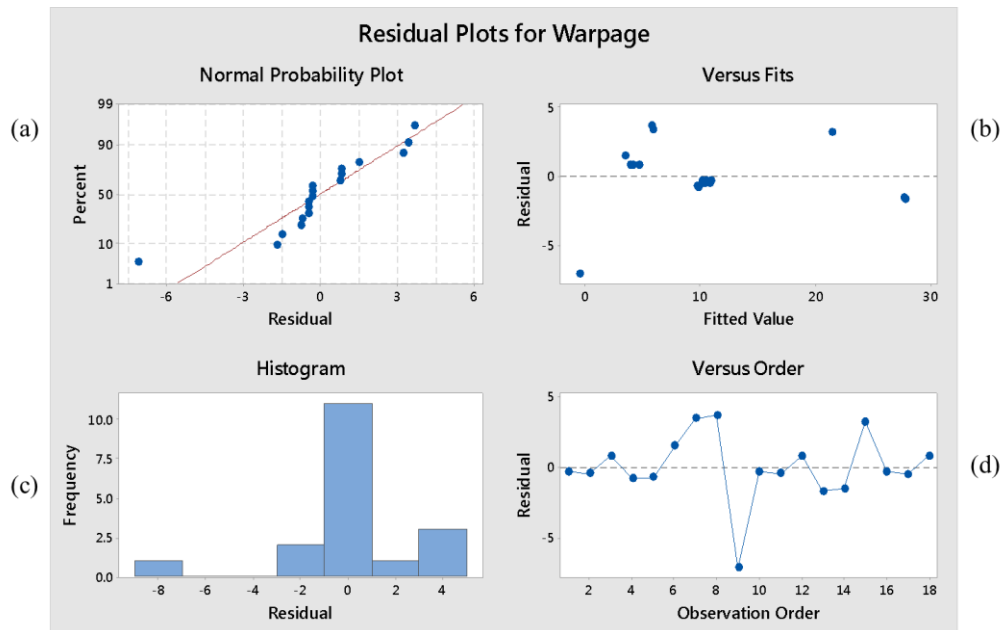 Residual Plots for Warpage
Normal Probability Plot
Versus Fits
(a)
99
90
50
10
1
Percent
-6
-3
0
3
6
Residual
(b)
5
0
-5
Residual
0
10
20
30
Fitted Value
Histogram
Versus Order
(c)
10.0
7.5
5.0
2.5
0.0
Frequency
-8
-6
-4
-2
0
2
4
Residual
(d)
5
0
-5
Residual
2
4
6
8
10
12
14
16
18
Observation Order